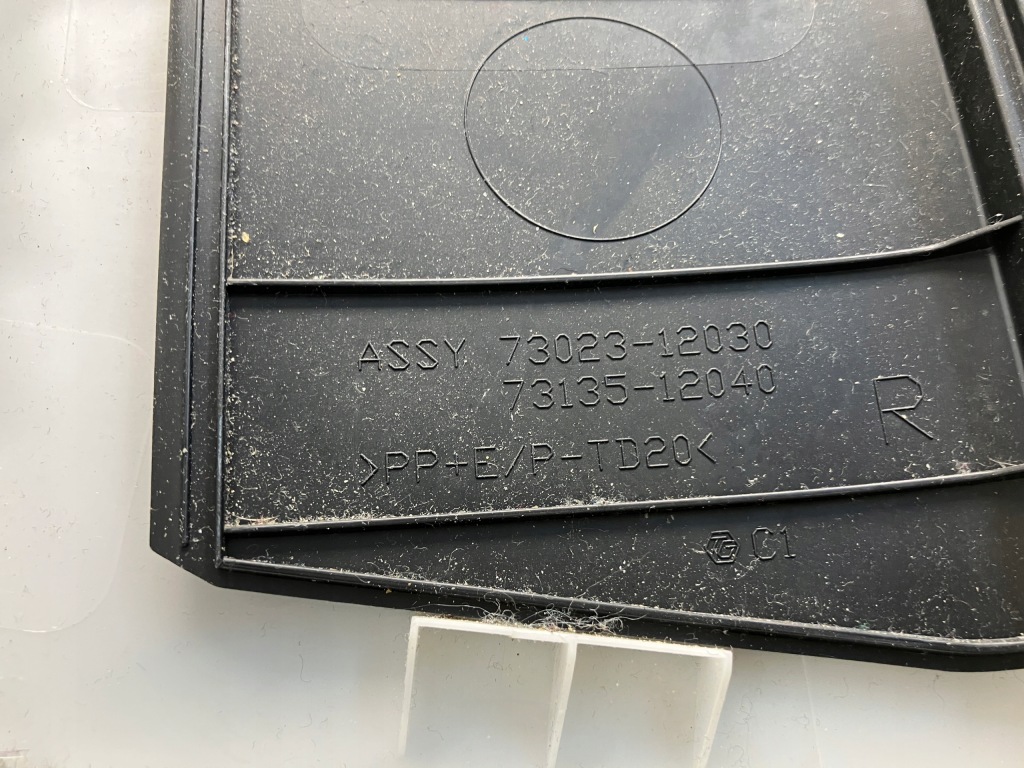 ASSY 73023-12030
73135-12040
R
>PP+E/P-TD20<
C1